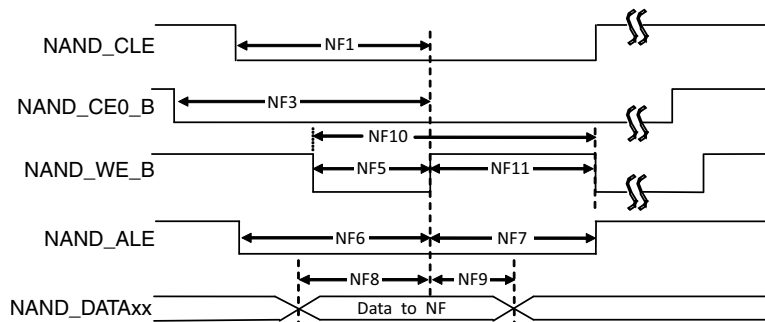 NAND_CLE
NF1
NAND_CE0_B
NF3
NF10
NAND_WE_B
NF5
NF11
NAND_ALE
NF6
NF7
NF8
NF9
NAND_DATAxx
Data to NF